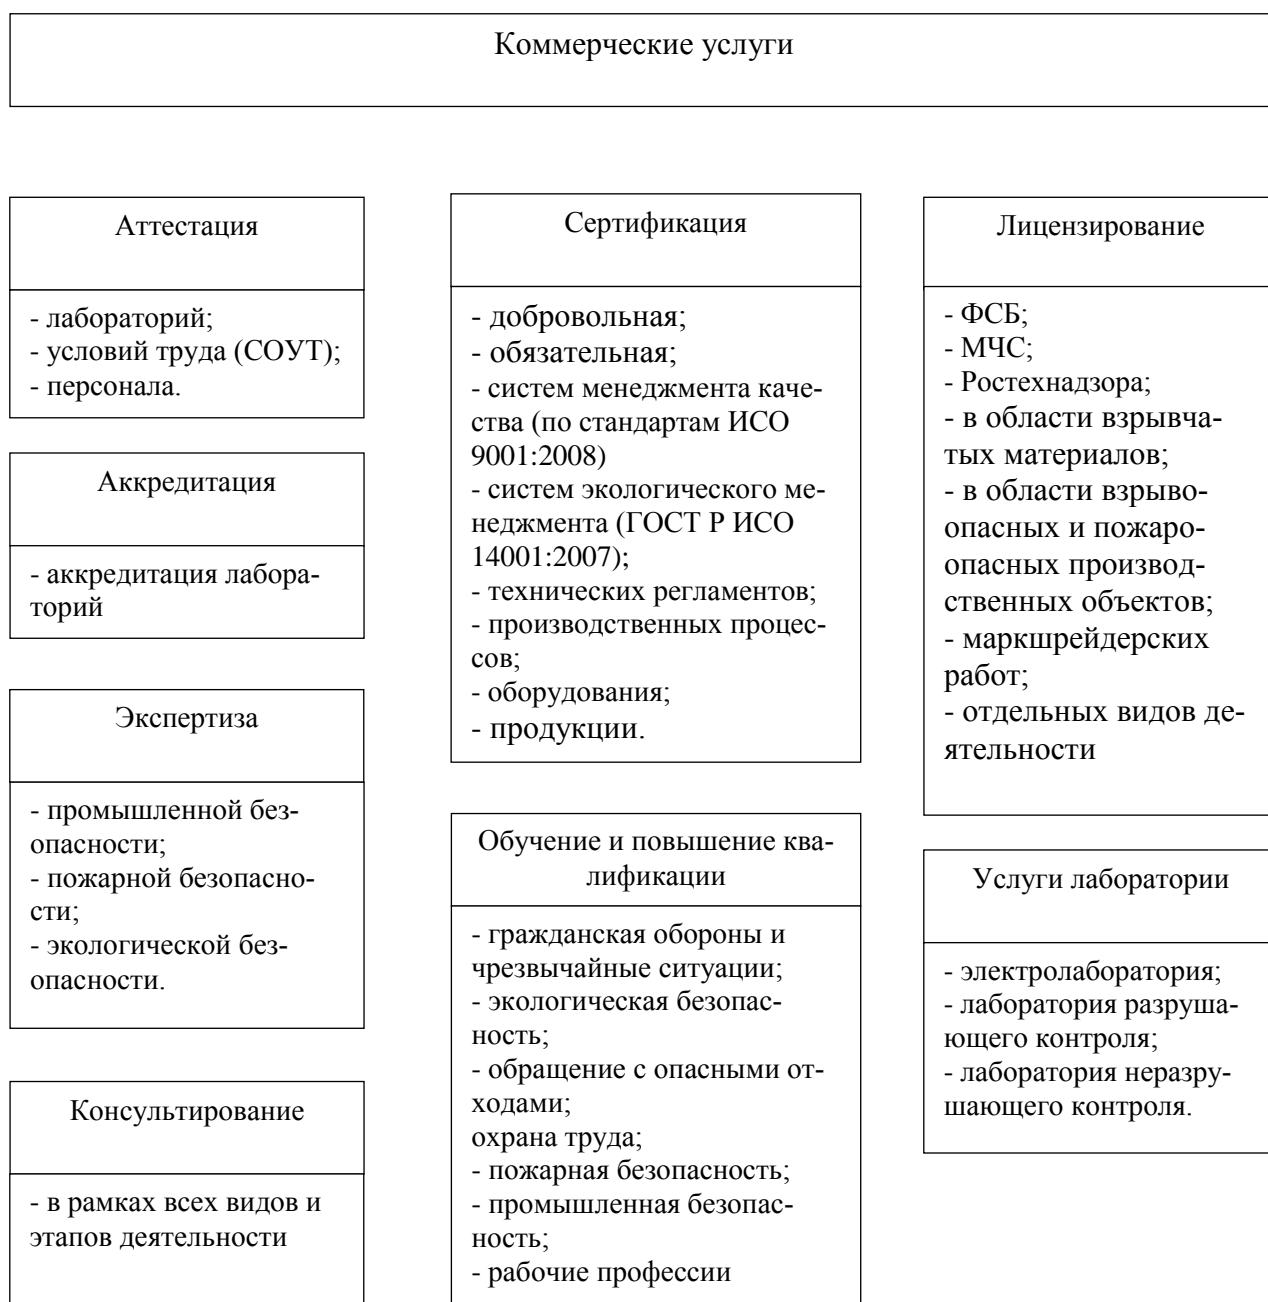 Коммерческие услуги
Аттестация
- лабораторий;
- условий труда (СОУТ);
- персонала.
Аккредитация
- аккредитация лабора-
торий
Экспертиза
- промышленной без-
опасности;
- пожарной безопасно-
сти;
- экологической без-
опасности.
Консультирование
- в рамках всех видов и
этапов деятельности
Сертификация
- добровольная;
- обязательная;
- систем менеджмента каче-
ства (по стандартам ИСО
9001:2008)
- систем экологического ме-
неджмента (ГОСТ Р ИСО
14001:2007);
- технических регламентов;
- производственных процес-
сов;
- оборудования;
- продукции.
Обучение и повышение ква-
лификации
- гражданская обороны и
чрезвычайные ситуации;
- экологическая безопас-
ность;
- обращение с опасными от-
ходами;
охрана труда;
- пожарная безопасность;
- промышленная безопас-
ность;
- рабочие профессии
Лицензирование
- ФСБ;
- МЧС;
- Ростехнадзора;
- в области взрывча-
тых материалов;
- в области взрыво-
опасных и пожаро-
опасных производ-
ственных объектов;
- маркшрейдерских
работ;
- отдельных видов де-
ятельности
Услуги лаборатории
- электролаборатория;
- лаборатория разруша-
ющего контроля;
- лаборатория неразру-
шающего контроля.